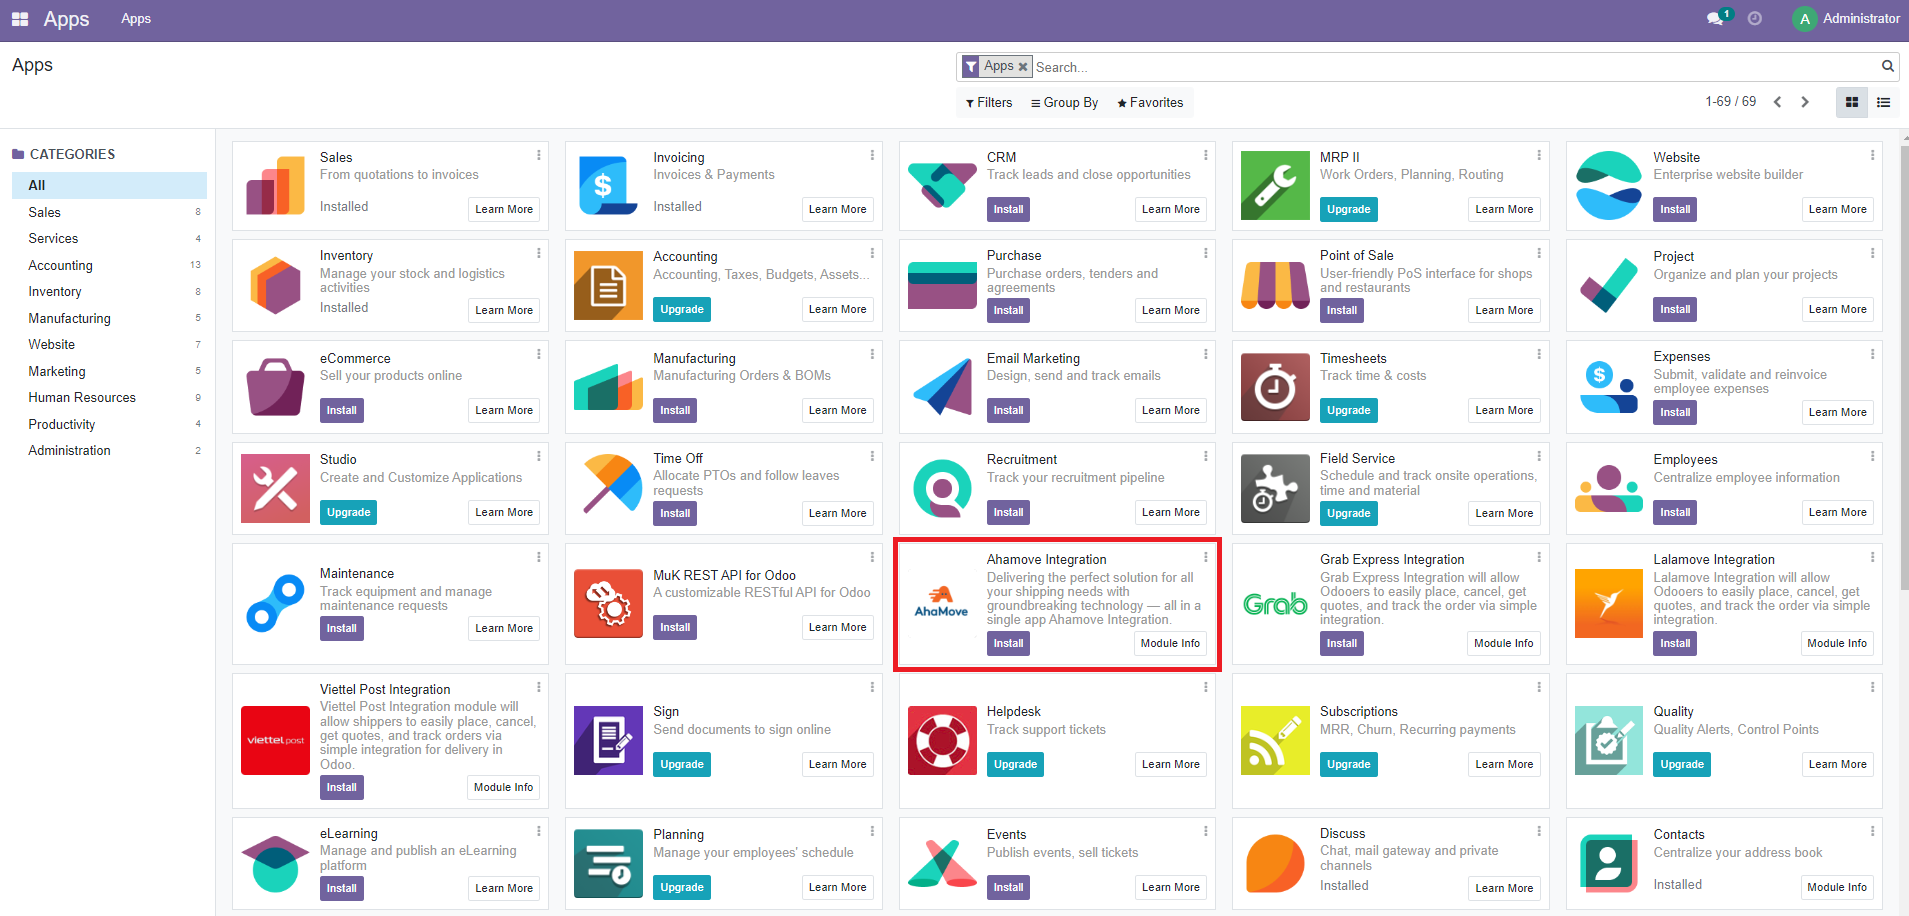 Apps
Apps
1
A
Administrator
Apps
Apps
Search...
Filters
Group By
Favorites
1-69 / 69
CATEGORIES
All
Sales 8
Services 4
Accounting 13
Inventory 8
Manufacturing 5
Website 7
Marketing 5
Human Resources 9
Productivity 4
Administration 2
Sales
From quotations to invoices
Installed
Learn More
$
Invoicing
Invoices & Payments
Installed
Learn More
CRM
Track leads and close opportunities
Install
Learn More
MRP II
Work Orders, Planning, Routing
Upgrade
Learn More
Website
Enterprise website builder
Install
Learn More
Inventory
Manage your stock and logistics
activities
Installed
Learn More
Accounting
Accounting, Taxes, Budgets, Assets...
Upgrade
Learn More
Purchase
Purchase orders, tenders and
agreements
Install
Learn More
Point of Sale
User-friendly PoS interface for shops
and restaurants
Install
Learn More
Project
Organize and plan your projects
Install
Learn More
eCommerce
Sell your products online
Install
Learn More
Manufacturing
Manufacturing Orders & BOMs
Install
Learn More
Email Marketing
Design, send and track emails
Install
Learn More
Timesheets
Track time & costs
Upgrade
Learn More
$
Expenses
Submit, validate and reinvoice
employee expenses
Install
Learn More
Studio
Create and Customize Applications
Upgrade
Learn More
Time Off
Allocate PTOs and follow leaves
requests
Install
Learn More
Recruitment
Track your recruitment pipeline
Install
Learn More
Field Service
Schedule and track onsite operations,
time and material
Upgrade
Learn More
Employees
Centralize employee information
Install
Learn More
Maintenance
Track equipment and manage
maintenance requests
Install
Learn More
MuK REST API for Odoo
A customizable RESTful API for Odoo
Install
Learn More
AhaMove
Ahamove Integration
Delivering the perfect solution for all
your shipping needs with
groundbreaking technology — all in a
single app Ahamove Integration.
Install
Module Info
Grab
Grab Express Integration
Grab Express Integration will allow
Odooers to easily place, cancel, get
quotes, and track the order via simple
integration.
Install
Module Info
Lalamove Integration
Lalamove Integration will allow
Odooers to easily place, cancel, get
quotes, and track the order via simple
integration.
Install
Module Info
viettel post
Viettel Post Integration
Viettel Post Integration module will
allow shippers to easily place, cancel,
get quotes, and track orders via
simple integration for delivery in
Odoo.
Install
Module Info
Sign
Send documents to sign online
Upgrade
Learn More
Helpdesk
Track support tickets
Upgrade
Learn More
Subscriptions
MRR, Churn, Recurring payments
Upgrade
Learn More
Quality
Quality Alerts, Control Points
Upgrade
Learn More
eLearning
Manage and publish an eLearning
platform
Install
Learn More
Planning
Manage your employees' schedule
Upgrade
Learn More
Events
Publish events, sell tickets
Install
Learn More
Discuss
Chat, mail gateway and private
channels
Installed
Learn More
Contacts
Centralize your address book
Installed
Module Info